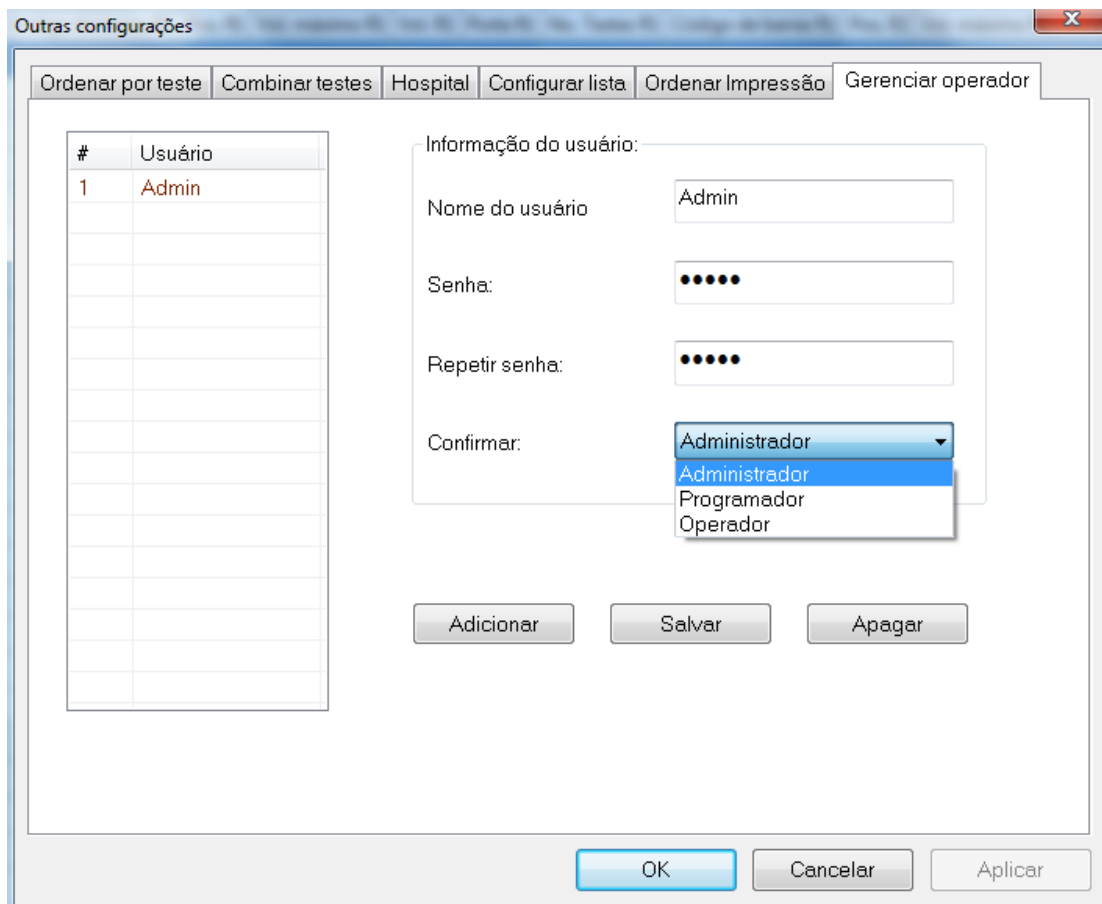 Outras configurações
Ordenar por teste Combinar testes Hospital Configurar lista Ordenar Impressão Gerenciar operador
# Usuário
1 Admin
Informação do usuário:
Nome do usuário Admin
Senha: •••••
Repetir senha: •••••
Confirmar: Administrador
Administrador
Programador
Operador
Adicionar Salvar Apagar
OK Cancelar Aplicar